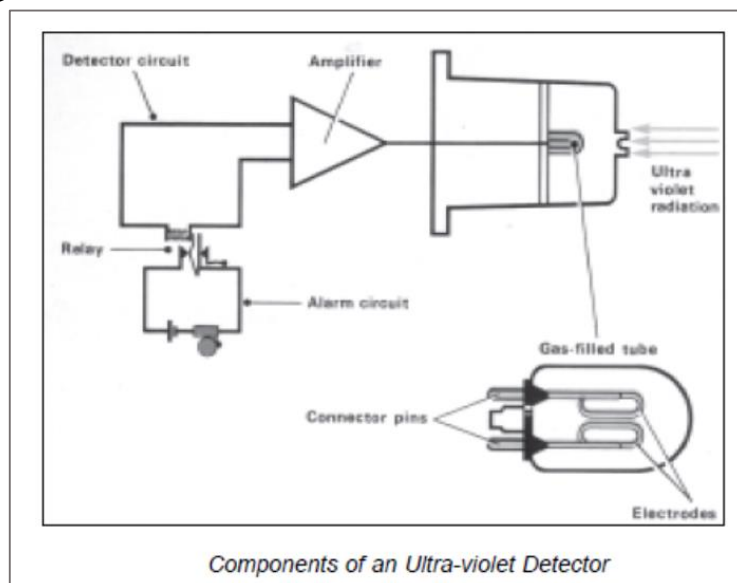 Detector circuit
Amplifier
Ultra
violet
radiation
Relay
Alarm circuit
Gas-filled tube
Connector pins
Electrodes
Components of an Ultra-violet Detector